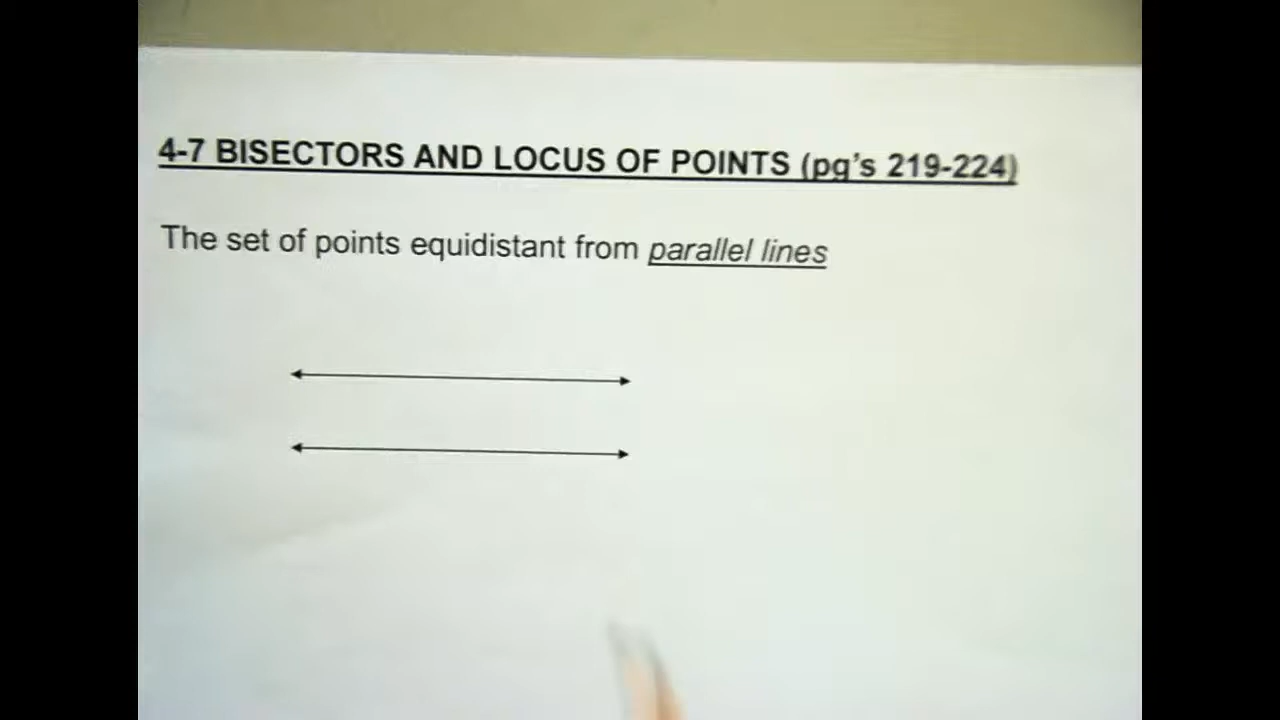 4-7 BISECTORS AND LOCUS OF POINTS (pg's 219-224)
The set of points equidistant from parallel lines